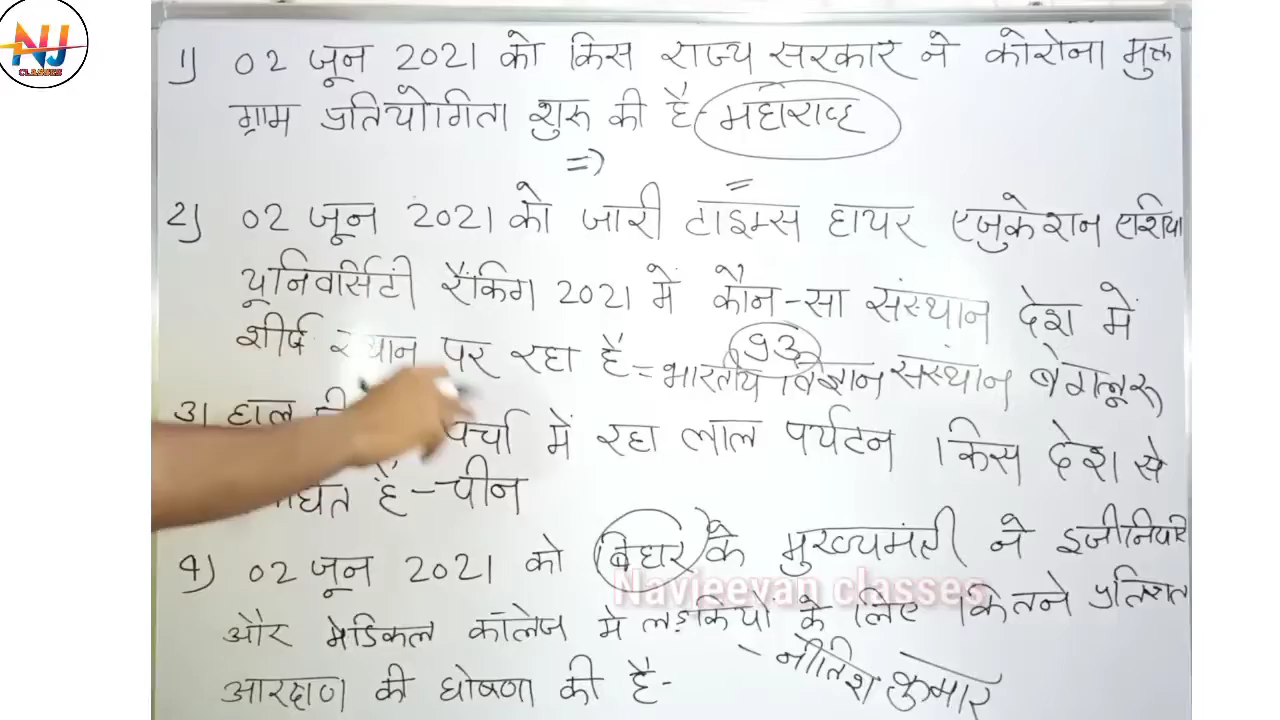 NJ
CLASSES
1) 02 जून 2021 को किस राज्य सरकार ने कोरोना मुक्त
ग्राम प्रतियोगिता शुरू की है - महाराष्ट्र
=>
2) 02 जून 2021 को जारी टाइम्स हायर एजुकेशन एशिया
यूनिवर्सिटी रैंकिंग 2021 में कौन-सा संस्थान देश में
शीर्ष स्थान पर रहा है = भारतीय विज्ञान संस्थान बेंगलूरू
3) हाल में रहा लाल पर्यटन किस देश से
है - चीन
4) 02 जून 2021 को बिहार के मुख्यमंत्री ने इंजीनियरिंग
Navjeevan classes
और मेडिकल कॉलेज में लड़कियों के लिए कितने प्रतिशत
आरक्षण की घोषणा की है -
- नीतिश कुमार